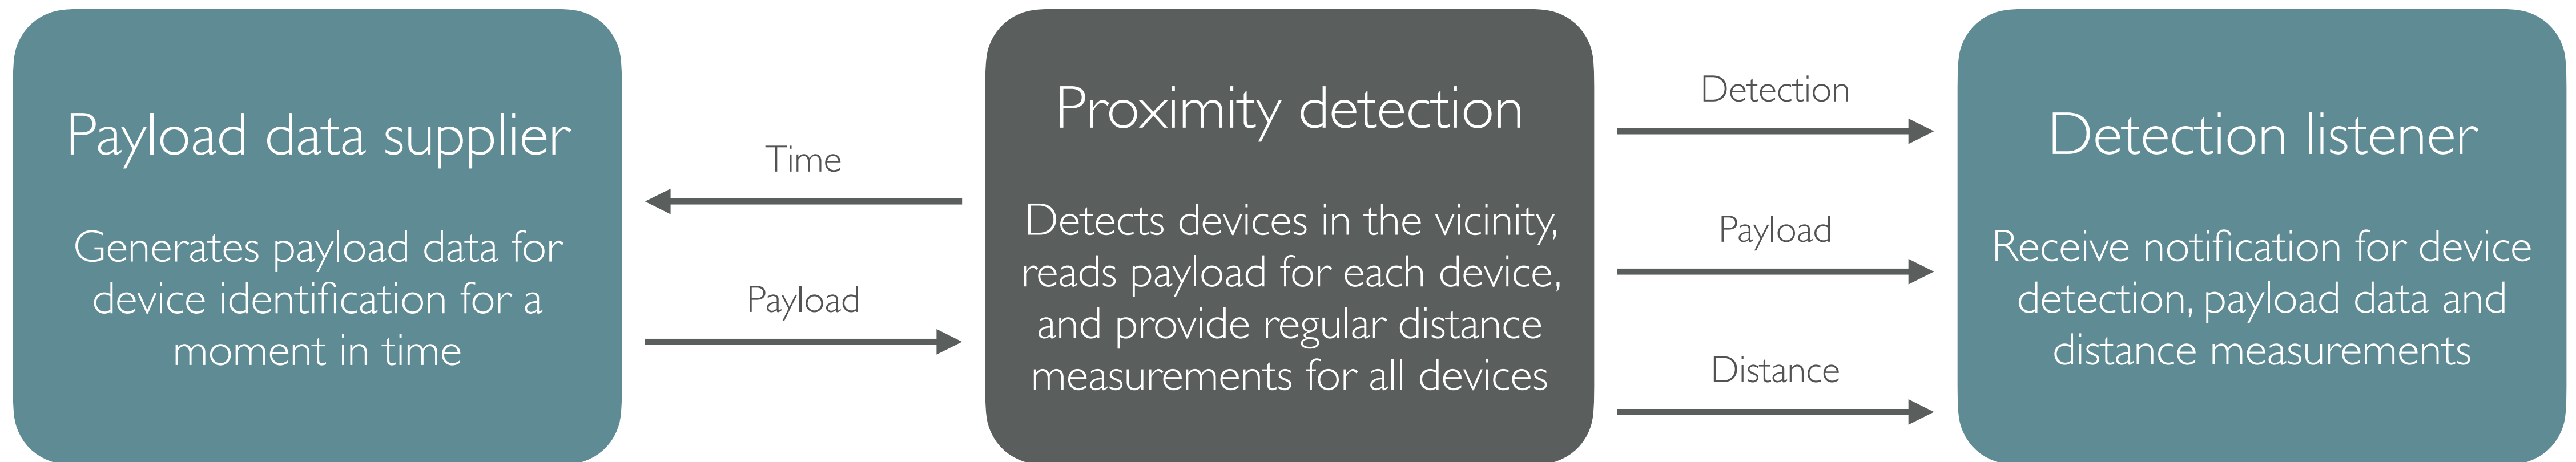 Payload data supplier
Generates payload data for
device identification for a
moment in time
Time
Payload
Proximity detection
Detects devices in the vicinity,
reads payload for each device,
and provide regular distance
measurements for all devices
Detection
Payload
Distance
Detection listener
Receive notification for device
detection, payload data and
distance measurements